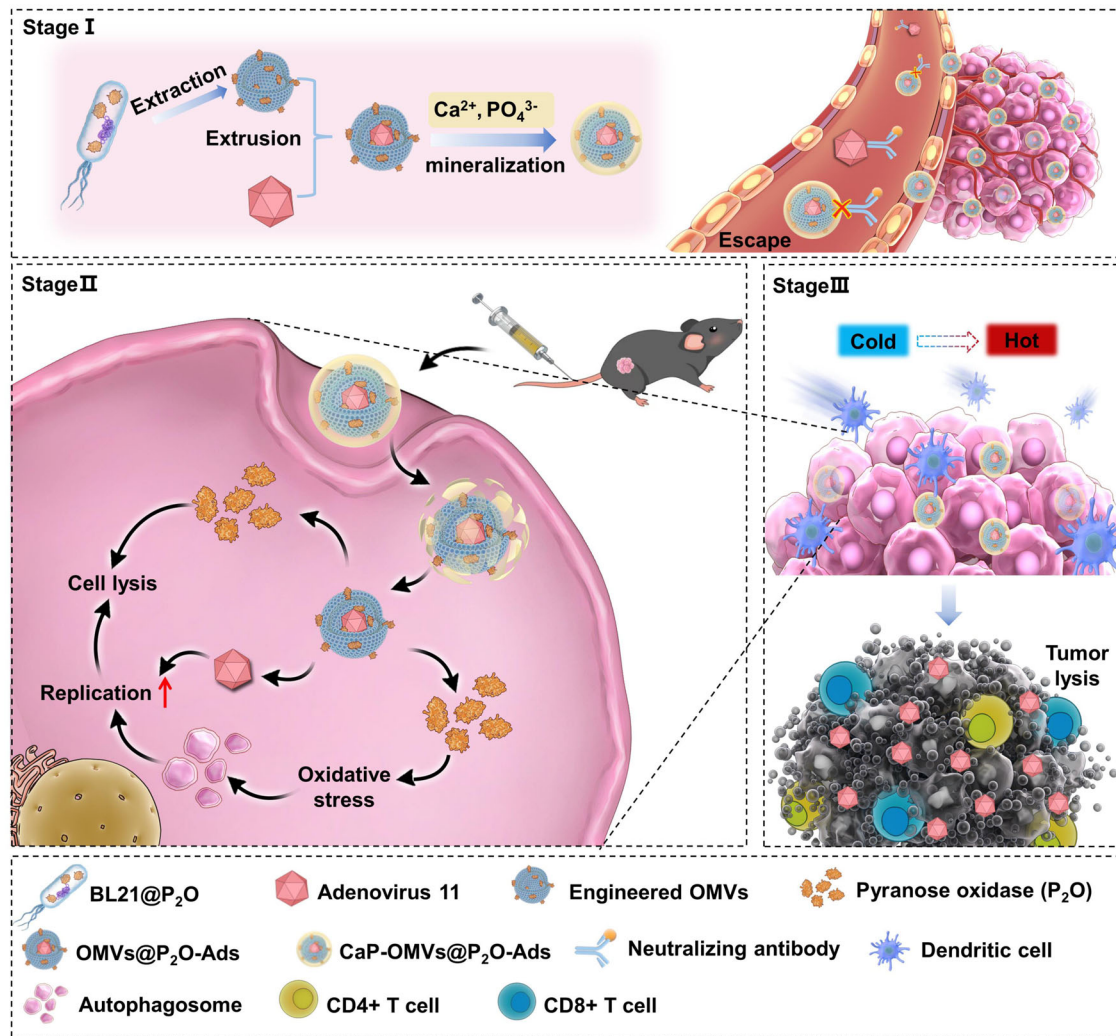 Stage Ⅰ
Extraction
Extrusion
Ca²⁺, PO₄³⁻
mineralization
Escape
Stage Ⅱ
Cell lysis
Replication
Oxidative
stress
Stage Ⅲ
Cold
Hot
Tumor
lysis
BL21@P₂O
Adenovirus 11
Engineered OMVs
Pyranose oxidase (P₂O)
OMVs@P₂O-Ads
CaP-OMVs@P₂O-Ads
Neutralizing antibody
Dendritic cell
Autophagosome
CD4+ T cell
CD8+ T cell